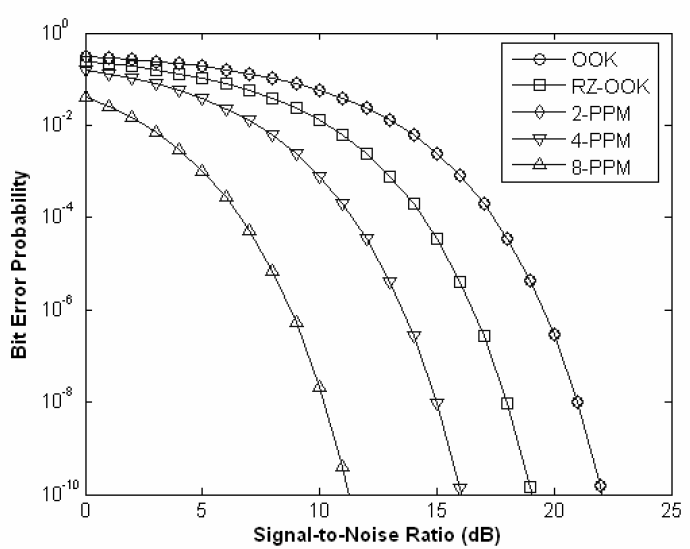 10^0
10^-2
10^-4
10^-6
10^-8
10^-10
Bit Error Probability
OOK
RZ-OOK
2-PPM
4-PPM
8-PPM
0 5 10 15 20 25
Signal-to-Noise Ratio (dB)